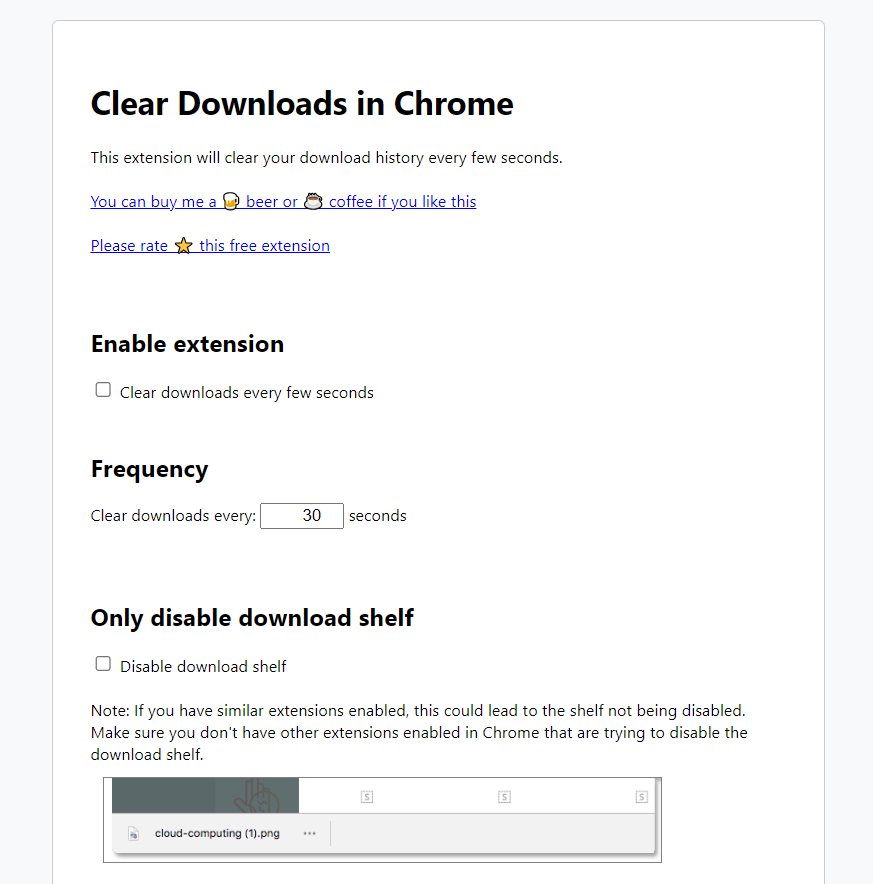 Clear Downloads in Chrome
This extension will clear your download history every few seconds.
You can buy me a 🍺 beer or ☕ coffee if you like this
Please rate ⭐ this free extension
Enable extension
Clear downloads every few seconds
Frequency
Clear downloads every: 30 seconds
Only disable download shelf
Disable download shelf
Note: If you have similar extensions enabled, this could lead to the shelf not being disabled.
Make sure you don't have other extensions enabled in Chrome that are trying to disable the
download shelf.
S S S
cloud-computing (1).png ···